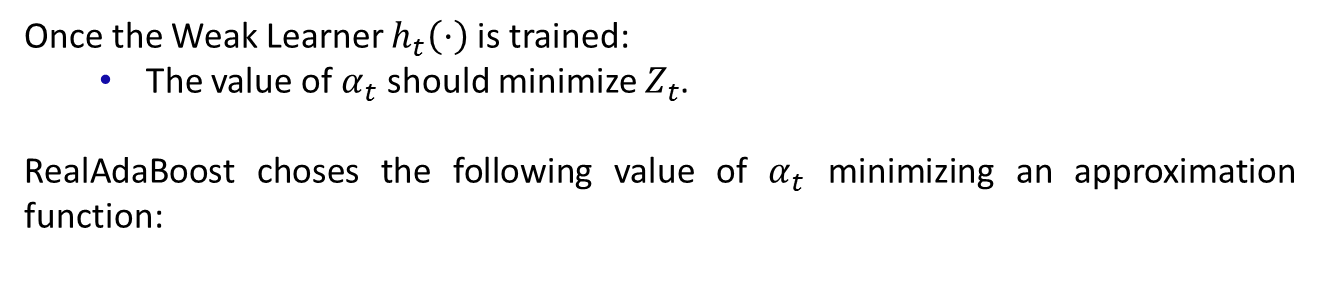 Once the Weak Learner ℎ𝑡(·) is trained:
• The value of 𝛼𝑡 should minimize 𝑍𝑡.
RealAdaBoost choses the following value of 𝛼𝑡 minimizing an approximation
function: